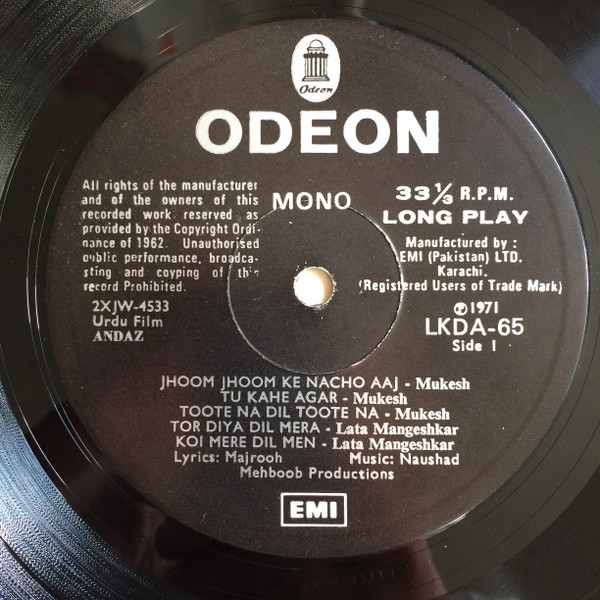 Odeon
ODEON
All rights of the manufacturer
and of the owners of this
recorded work reserved as
provided by the Copyright Ordi-
nance of 1962. Unauthorised
public performance, broadca-
sting and coyping of this
record Prohibited.
2XJW-4533
Urdu Film
ANDAZ
MONO
33⅓ R.P.M.
LONG PLAY
Manufactured by :
EMI (Pakistan) LTD.
Karachi.
(Registered Users of Trade Mark)
Ⓟ1971
LKDA-65
Side 1
JHOOM JHOOM KE NACHO AAJ - Mukesh
TU KAHE AGAR - Mukesh
TOOTE NA DIL TOOTE NA - Mukesh
TOR DIYA DIL MERA - Lata Mangeshkar
KOI MERE DIL MEN - Lata Mangeshkar
Lyrics: Majrooh Music: Naushad
Mehboob Productions
EMI